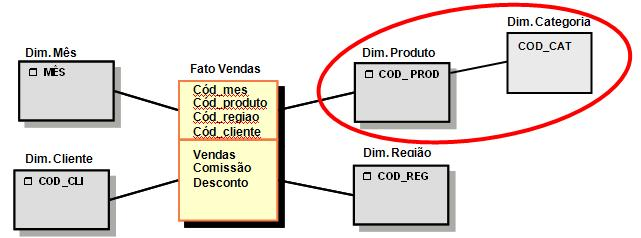 Dim. Mês
MÊS
Fato Vendas
Cód_mes
Cód_produto
Cód_regiao
Cód_cliente
Vendas
Comissão
Desconto
Dim. Produto
COD_ PROD
Dim. Categoria
COD_CAT
Dim. Cliente
COD_CLI
Dim. Região
COD_REG